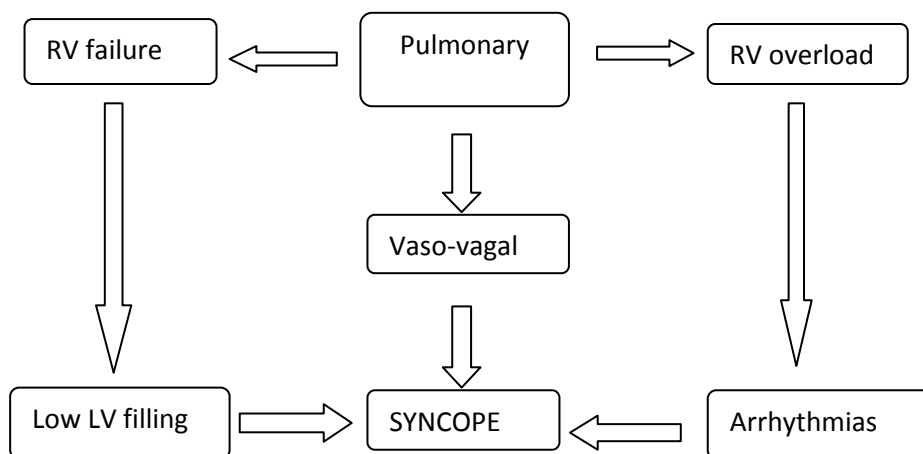 RV failure
Pulmonary
RV overload
Vaso-vagal
Low LV filling
SYNCOPE
Arrhythmias